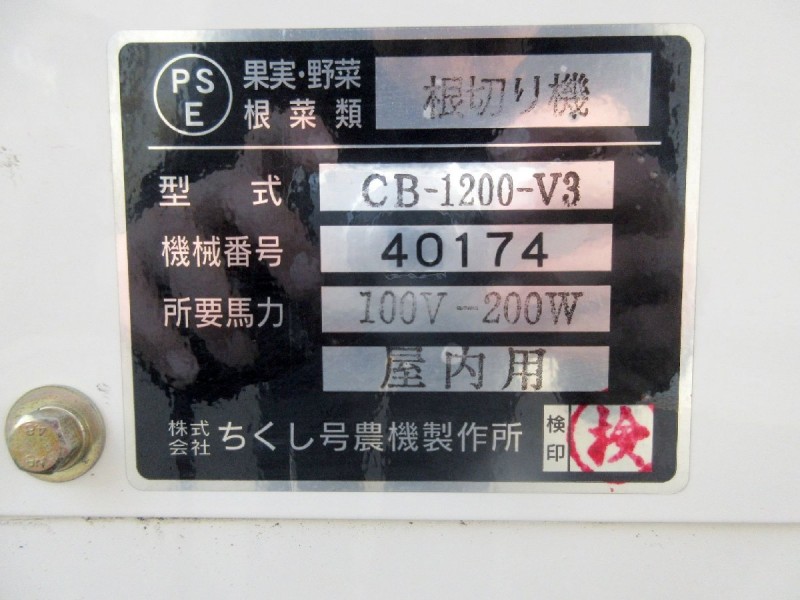 PS
E
果実・野菜
根菜類
根切り機
型式 CB-1200-V3
機械番号 40174
所要馬力 100V-200W
屋内用
株式会社 ちくし号農機製作所
検印 検